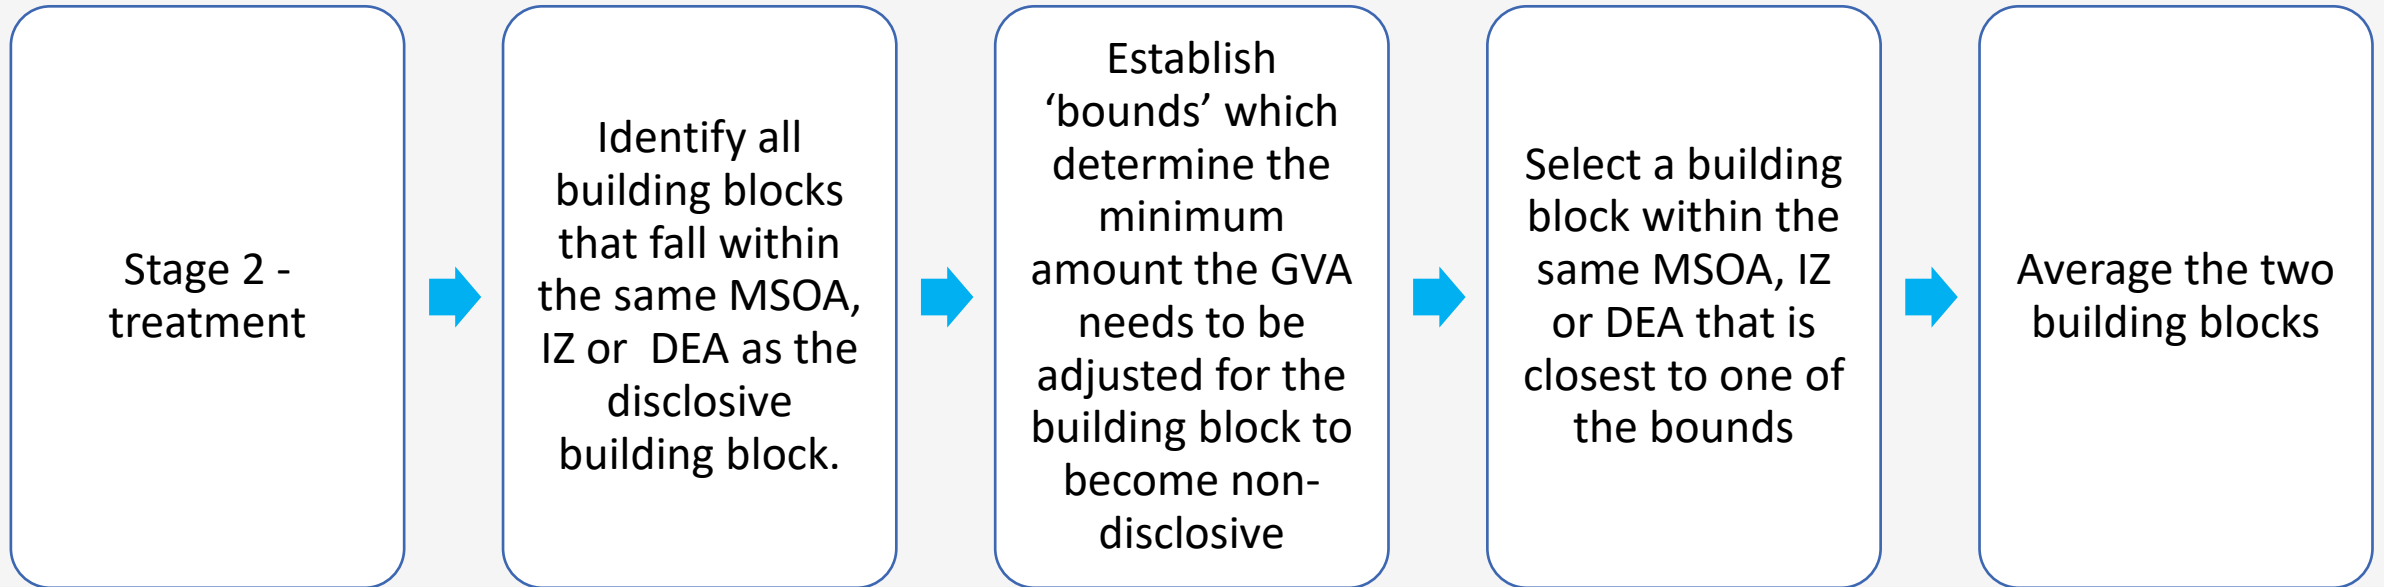 Stage 2 -
treatment
Identify all
building blocks
that fall within
the same MSOA,
IZ or  DEA as the
disclosive
building block.
Establish
‘bounds’ which
determine the
minimum
amount the GVA
needs to be
adjusted for the
building block to
become non-
disclosive
Select a building
block within the
same MSOA, IZ
or DEA that is
closest to one of
the bounds
Average the two
building blocks